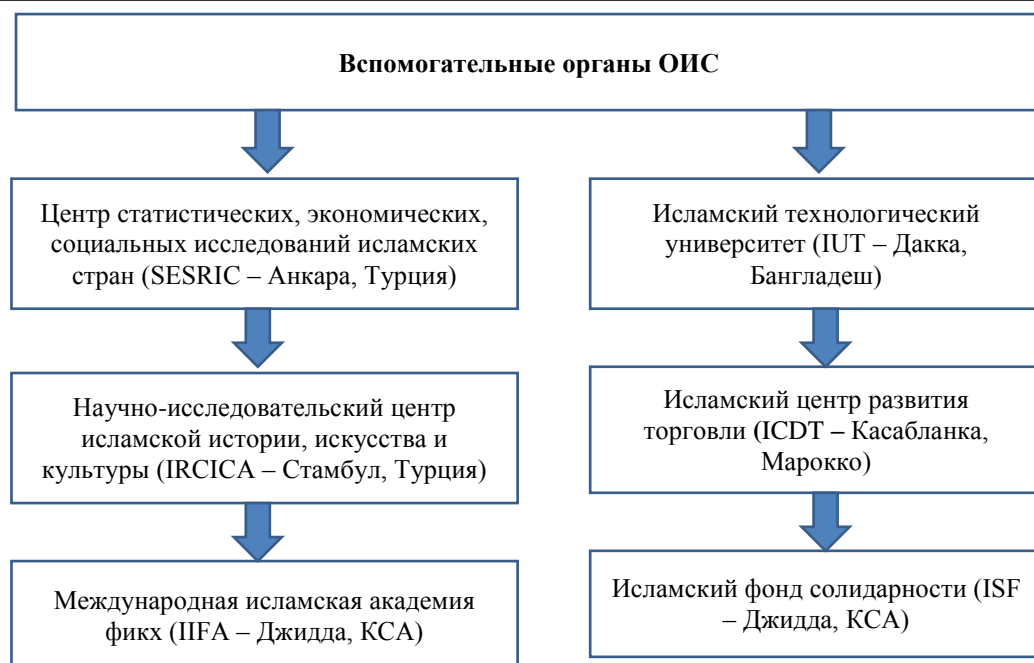 Вспомогательные органы ОИС
Центр статистических, экономических,
социальных исследований исламских
стран (SESRIC – Анкара, Турция)
Научно-исследовательский центр
исламской истории, искусства и
культуры (IRCICA – Стамбул, Турция)
Международная исламская академия
фикх (IIFA – Джидда, КСА)
Исламский технологический
университет (IUT – Дакка,
Бангладеш)
Исламский центр развития
торговли (ICDT – Касабланка,
Марокко)
Исламский фонд солидарности (ISF
– Джидда, КСА)